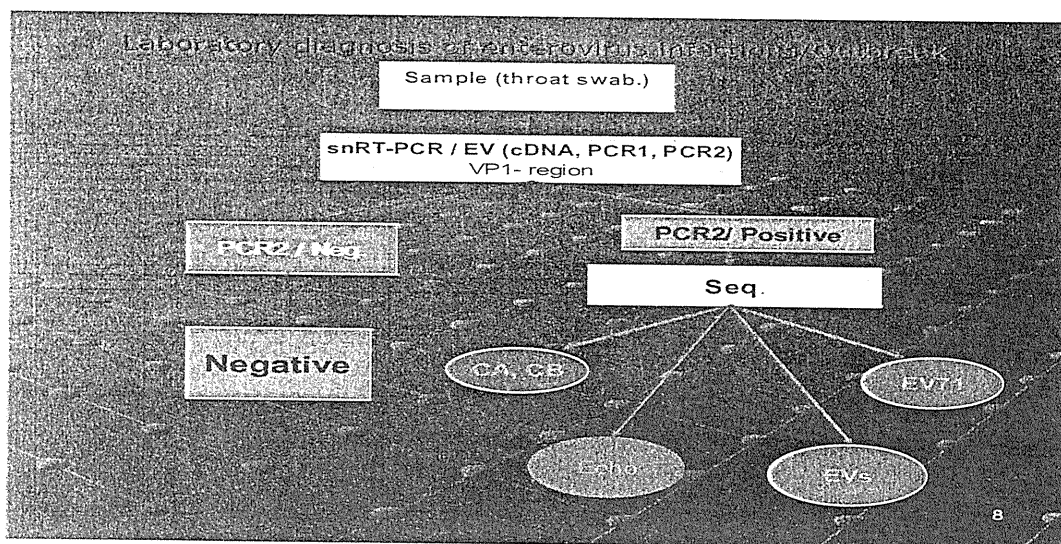 Laboratory diagnosis of enterovirus infections/Outbreak
Sample (throat swab.)
snRT-PCR / EV (cDNA, PCR1, PCR2)
VP1- region
PCR2 / Neg
PCR2/ Positive
Seq.
Negative
CA, CB
EV71
Echo
EVs
8